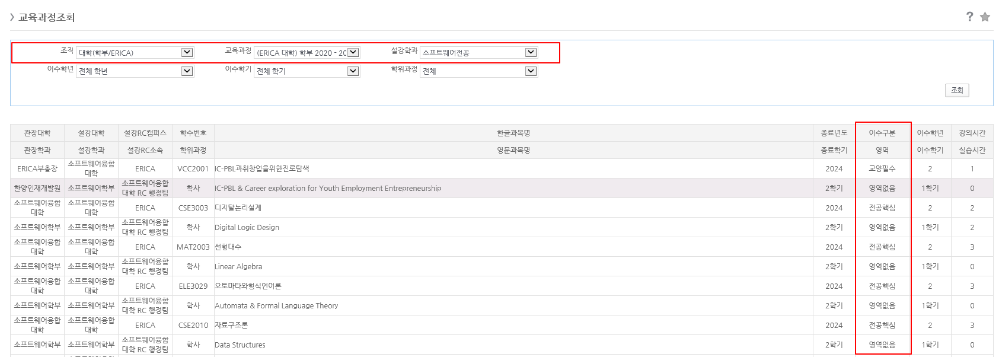 교육과정조회
?
조직 대학(학부/ERICA) 교육과정 (ERICA 대학) 학부 2020 - 20 설강학과 소프트웨어전공
이수학년 전체 학년 이수학기 전체 학기 학위과정 전체
조회
관장대학 설강대학 설강RC캠퍼스 학수번호 한글과목명 종료년도 이수구분 이수학년 강의시간
관장학과 설강학과 설강RC소속 학위과정 영문과목명 종료학기 영역 이수학기 실습시간
ERICA부총장 소프트웨어융합대학 ERICA VCC2001 IC-PBL과취창업을위한진로탐색 2024 교양필수 2 1
한양인재개발원 소프트웨어학부 소프트웨어융합대학 RC 행정팀 학사 IC-PBL & Career exploration for Youth Employment Entrepreneurship 2학기 영역없음 1학기 0
소프트웨어융합대학 소프트웨어융합대학 ERICA CSE3003 디지탈논리설계 2024 전공핵심 2 2
소프트웨어학부 소프트웨어학부 소프트웨어융합대학 RC 행정팀 학사 Digital Logic Design 2학기 영역없음 1학기 2
소프트웨어융합대학 소프트웨어융합대학 ERICA MAT2003 선형대수 2024 전공핵심 2 3
소프트웨어학부 소프트웨어학부 소프트웨어융합대학 RC 행정팀 학사 Linear Algebra 2학기 영역없음 1학기 0
소프트웨어융합대학 소프트웨어융합대학 ERICA ELE3029 오토마타와형식언어론 2024 전공핵심 2 3
소프트웨어학부 소프트웨어학부 소프트웨어융합대학 RC 행정팀 학사 Automata & Formal Language Theory 2학기 영역없음 1학기 0
소프트웨어융합대학 소프트웨어융합대학 ERICA CSE2010 자료구조론 2024 전공핵심 2 3
소프트웨어학부 소프트웨어학부 소프트웨어융합대학 RC 행정팀 학사 Data Structures 2학기 영역없음 1학기 0